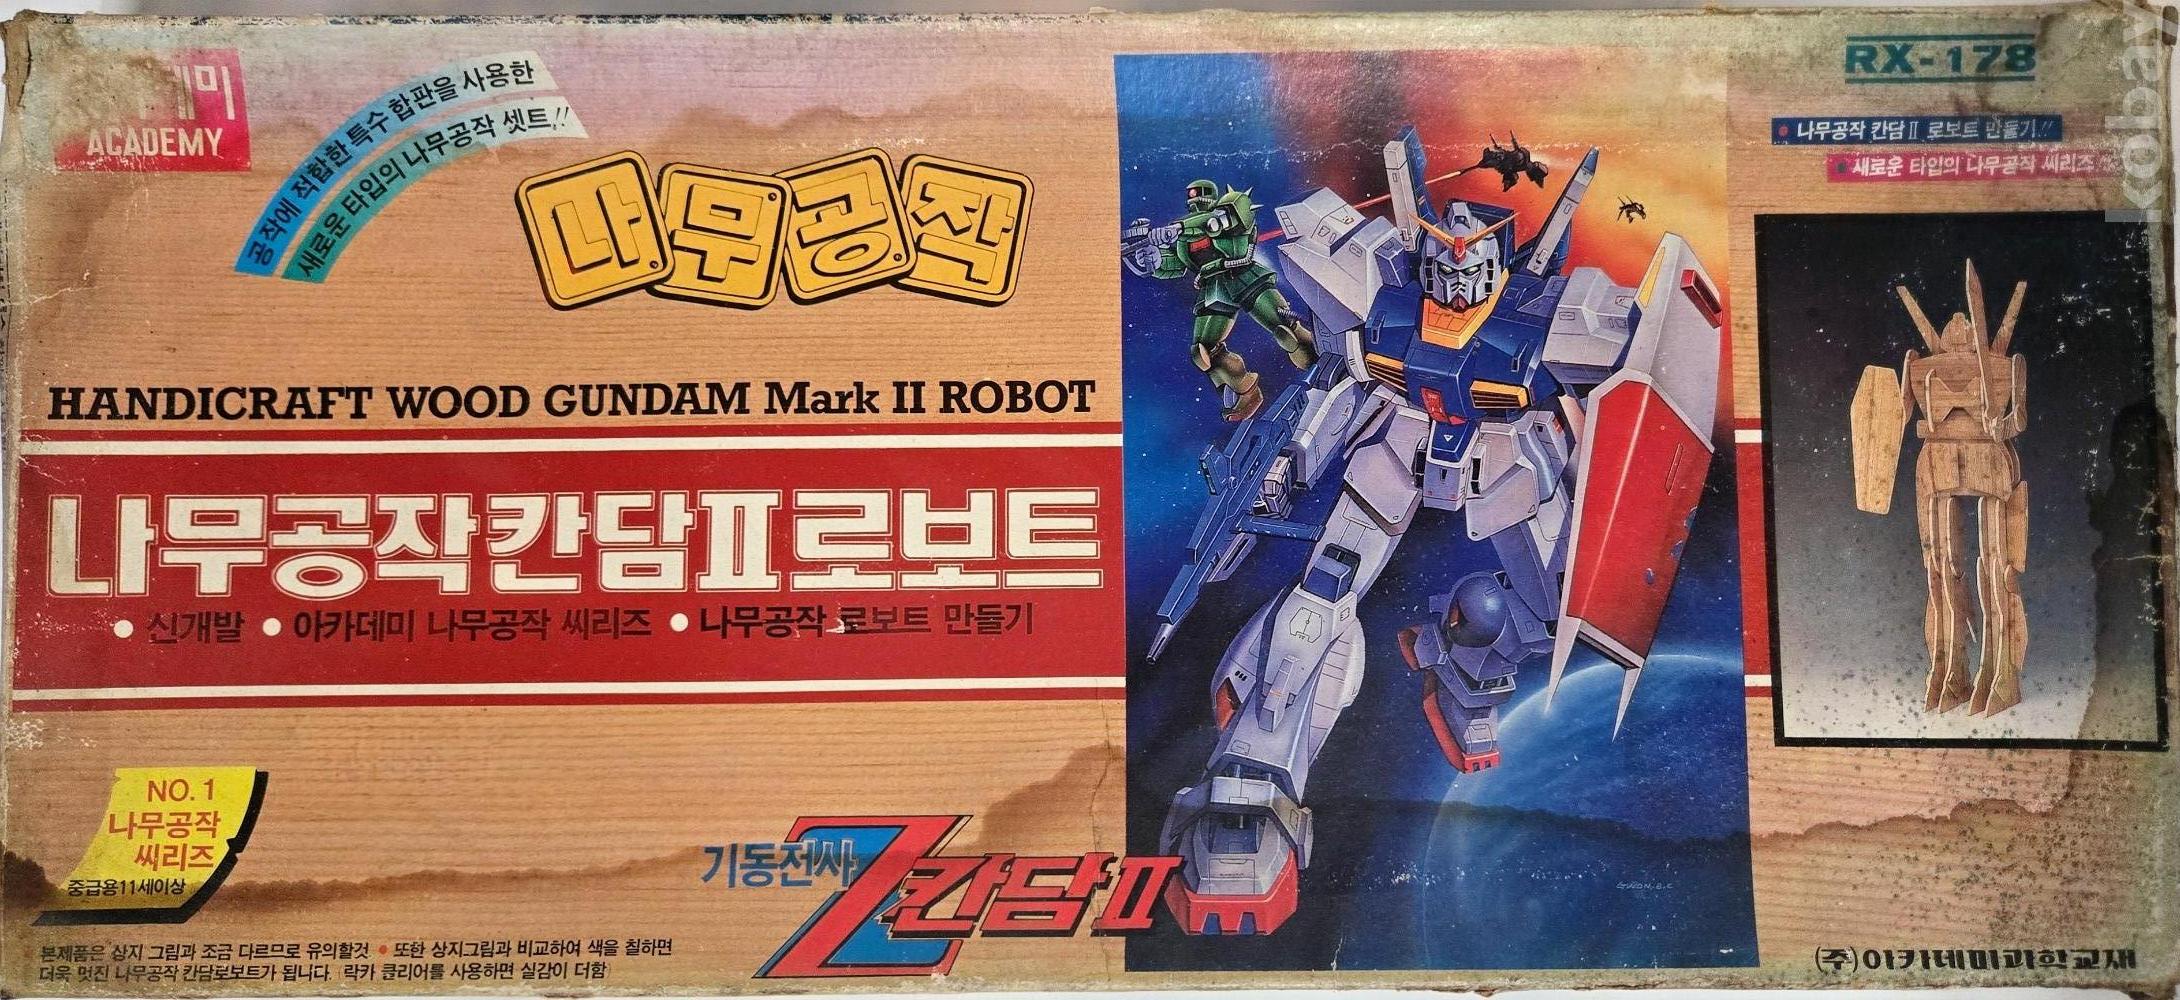 ACADEMY
공작에 적합한 특수 합판을 사용한
새로운 타입의 나무공작 셋트!!
나무공작
HANDICRAFT WOOD GUNDAM Mark II ROBOT
나무공작칸담II로보트
● 신개발 ● 아카데미 나무공작 씨리즈 ● 나무공작 로보트 만들기
NO. 1
나무공작
씨리즈
중급용11세이상
기동전사
Z칸담II
본제품은 상지 그림과 조금 다르므로 유의할것 ● 또한 상지그림과 비교하여 색을 칠하면
더욱 멋진 나무공작 칸담로보트가 됩니다. (락카 클리어를 사용하면 실감이 더함)
RX-178
● 나무공작 칸담II 로보트 만들기!!
● 새로운 타입의 나무공작 씨리즈
(주)아카데미과학교재
kobay